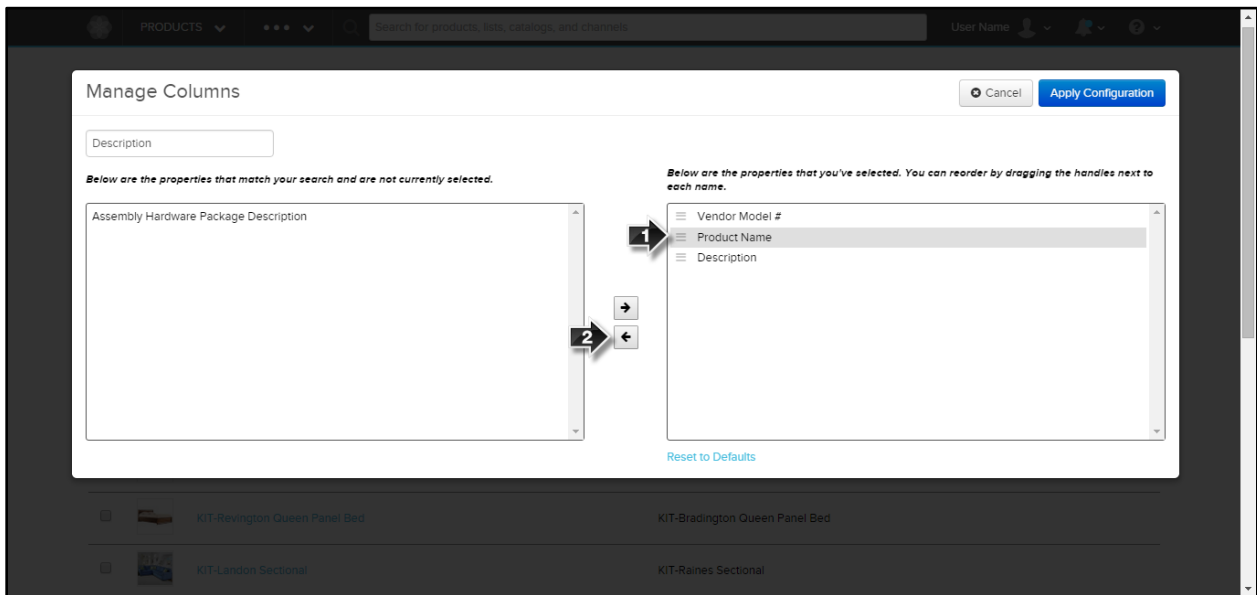 PRODUCTS
Search for products, lists, catalogs, and channels
User Name
Manage Columns
Cancel
Apply Configuration
Description
Below are the properties that match your search and are not currently selected.
Below are the properties that you've selected. You can reorder by dragging the handles next to
each name.
Assembly Hardware Package Description
Vendor Model #
1
Product Name
Description
2
Reset to Defaults
KIT-Revington Queen Panel Bed
KIT-Bradington Queen Panel Bed
KIT-Landon Sectional
KIT-Raines Sectional